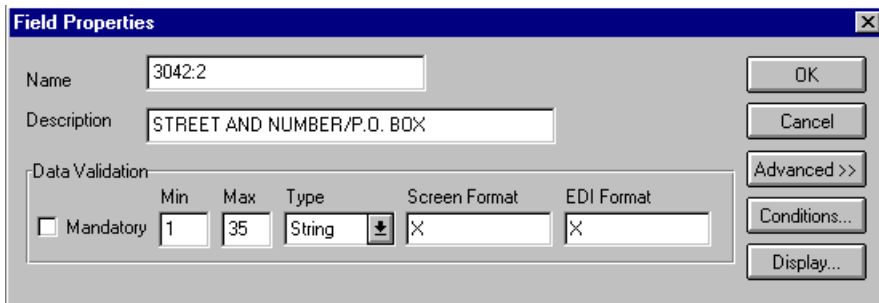 Field Properties
Name 3042:2 OK
Description STREET AND NUMBER/P.O. BOX Cancel
Data Validation Advanced >>
Min Max Type Screen Format EDI Format
Mandatory 1 35 String X X Conditions...
Display...